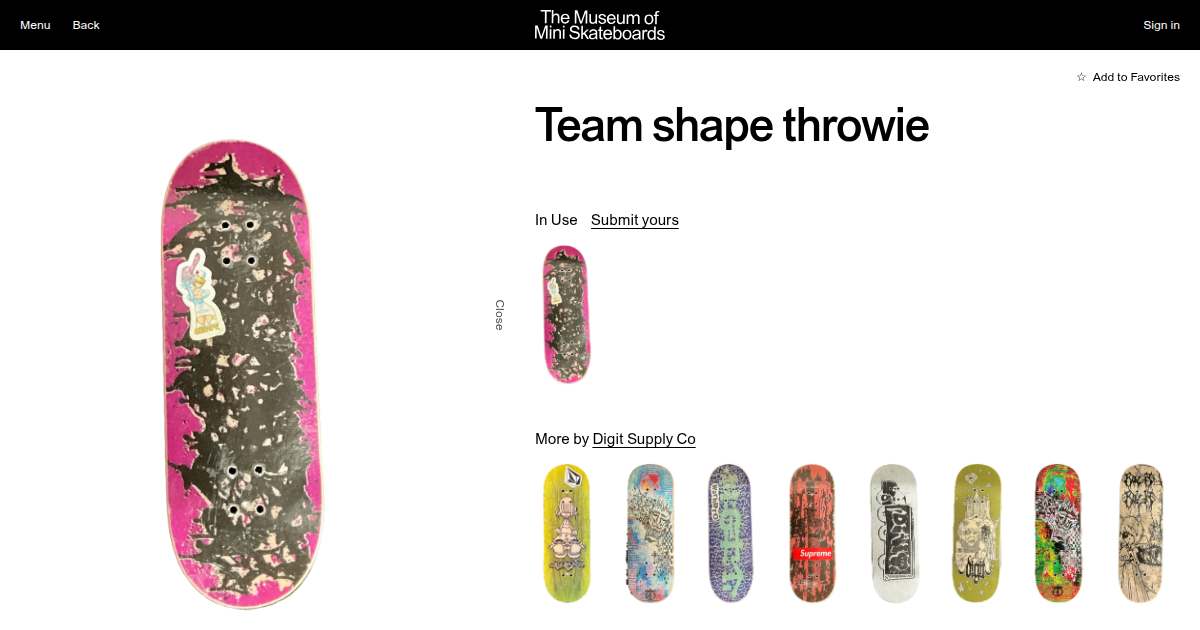 Menu
Back
The Museum of
Mini Skateboards
Sign in
☆ Add to Favorites
Team shape throwie
In Use
Submit yours
Close
More by Digit Supply Co
Supreme